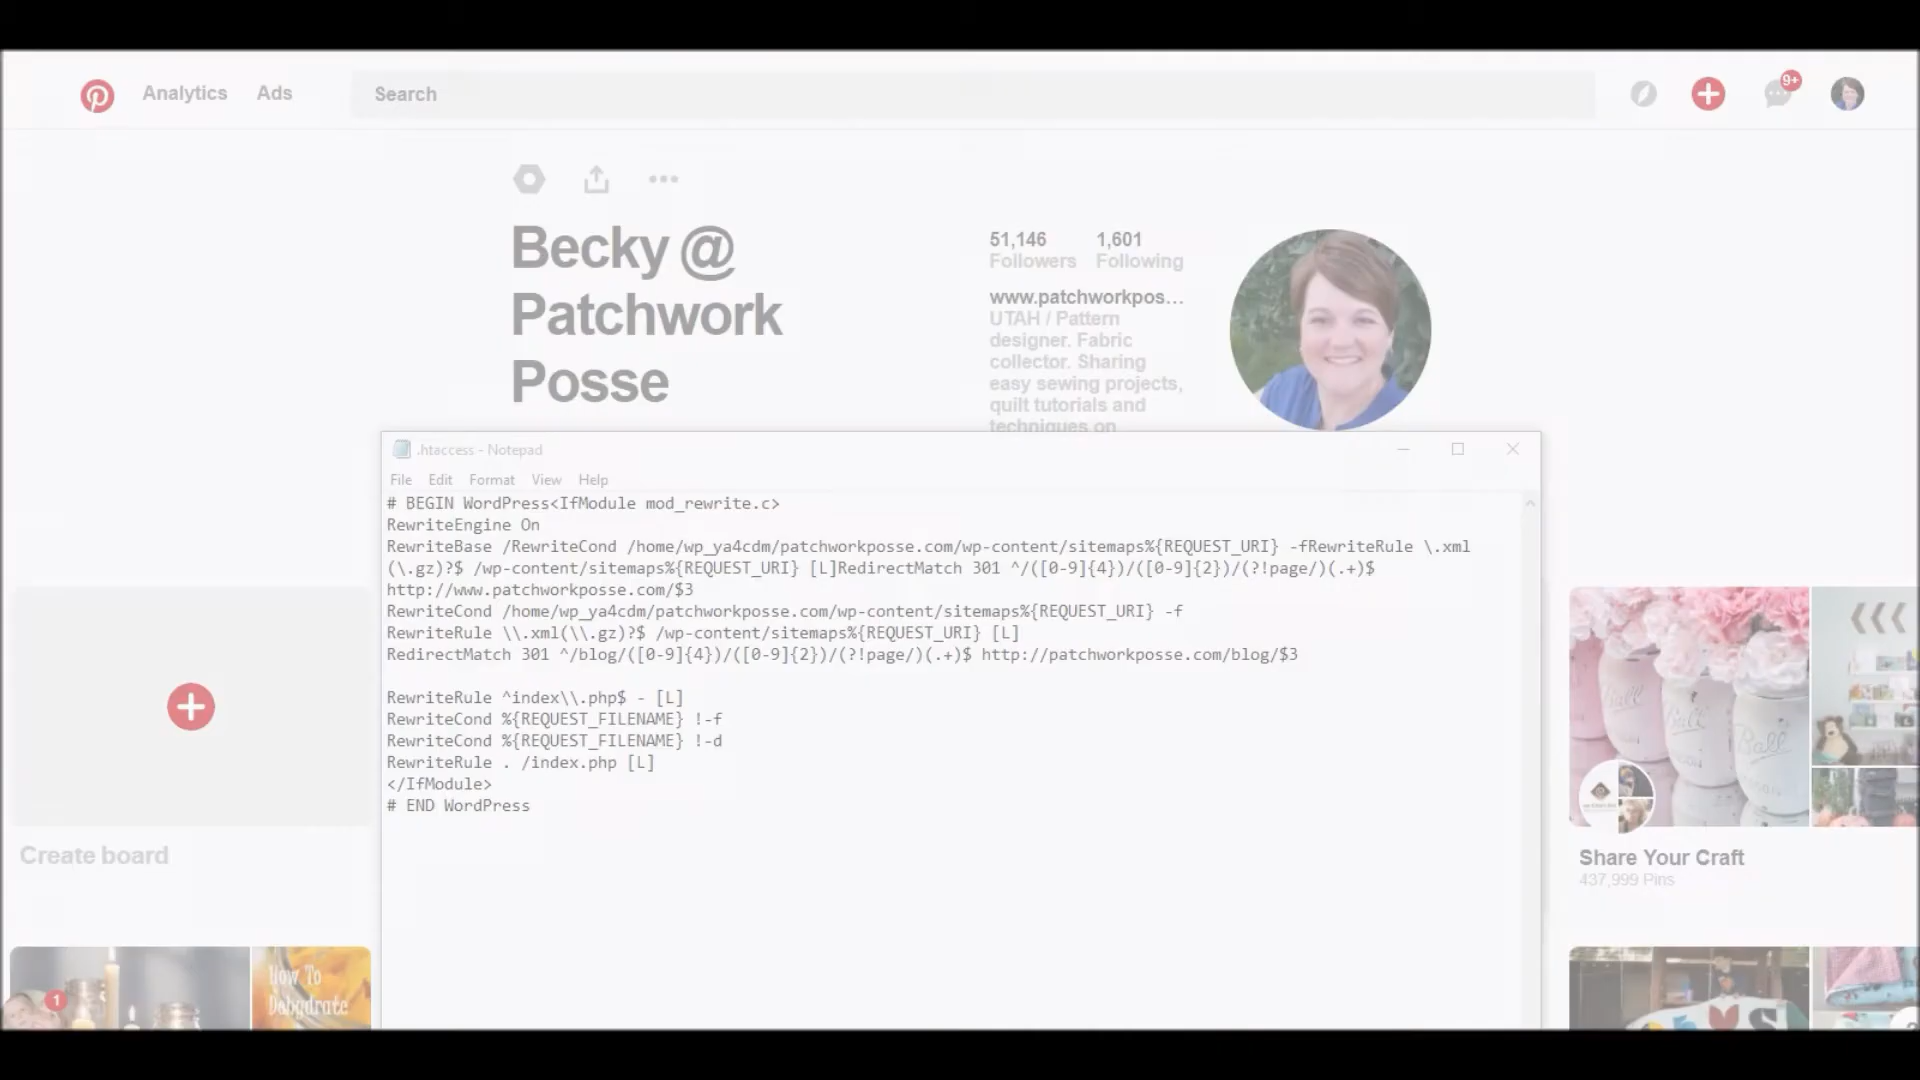 Analytics Ads Search 9+
Becky @
Patchwork
Posse
51,146 1,601
Followers Following
www.patchworkpos...
UTAH / Pattern
designer. Fabric
collector. Sharing
easy sewing projects,
quilt tutorials and
techniques on
.htaccess - Notepad
File Edit Format View Help
# BEGIN WordPress<IfModule mod_rewrite.c>
RewriteEngine On
RewriteBase /RewriteCond /home/wp_ya4cdm/patchworkposse.com/wp-content/sitemaps%{REQUEST_URI} -fRewriteRule \.xml
(\.gz)?$ /wp-content/sitemaps%{REQUEST_URI} [L]RedirectMatch 301 ^/([0-9]{4})/([0-9]{2})/(?!page/)(.+)$
http://www.patchworkposse.com/$3
RewriteCond /home/wp_ya4cdm/patchworkposse.com/wp-content/sitemaps%{REQUEST_URI} -f
RewriteRule \\.xml(\\.gz)?$ /wp-content/sitemaps%{REQUEST_URI} [L]
RedirectMatch 301 ^/blog/([0-9]{4})/([0-9]{2})/(?!page/)(.+)$ http://patchworkposse.com/blog/$3
RewriteRule ^index\\.php$ - [L]
RewriteCond %{REQUEST_FILENAME} !-f
RewriteCond %{REQUEST_FILENAME} !-d
RewriteRule . /index.php [L]
</IfModule>
# END WordPress
Create board
Ball
Ball
Ball
MASON
Share Your Craft
437,999 Pins
How To
Dehydrate
1